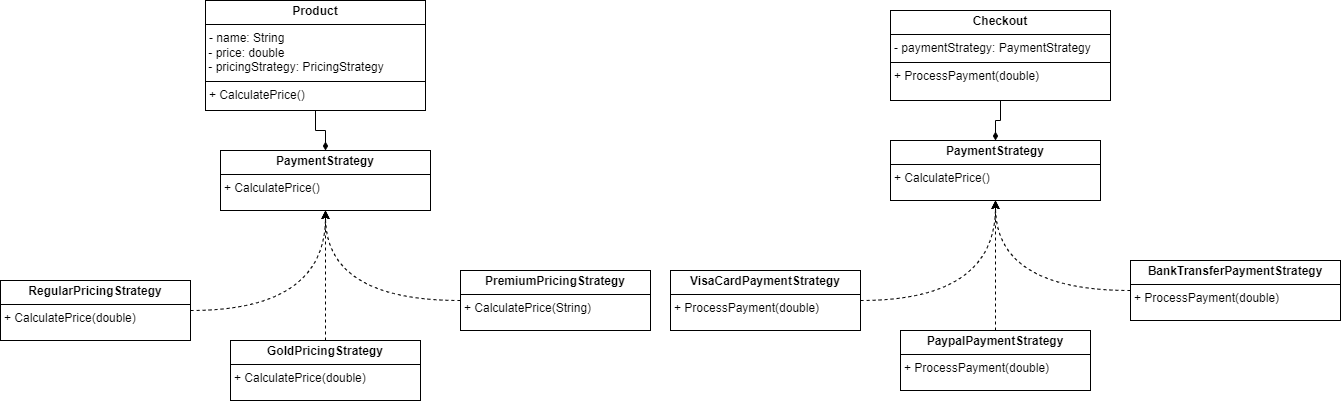 Product
- name: String
- price: double
- pricingStrategy: PricingStrategy
+ CalculatePrice()
PaymentStrategy
+ CalculatePrice()
RegularPricingStrategy
+ CalculatePrice(double)
GoldPricingStrategy
+ CalculatePrice(double)
PremiumPricingStrategy
+ CalculatePrice(String)
Checkout
- paymentStrategy: PaymentStrategy
+ ProcessPayment(double)
PaymentStrategy
+ CalculatePrice()
VisaCardPaymentStrategy
+ ProcessPayment(double)
PaypalPaymentStrategy
+ ProcessPayment(double)
BankTransferPaymentStrategy
+ ProcessPayment(double)